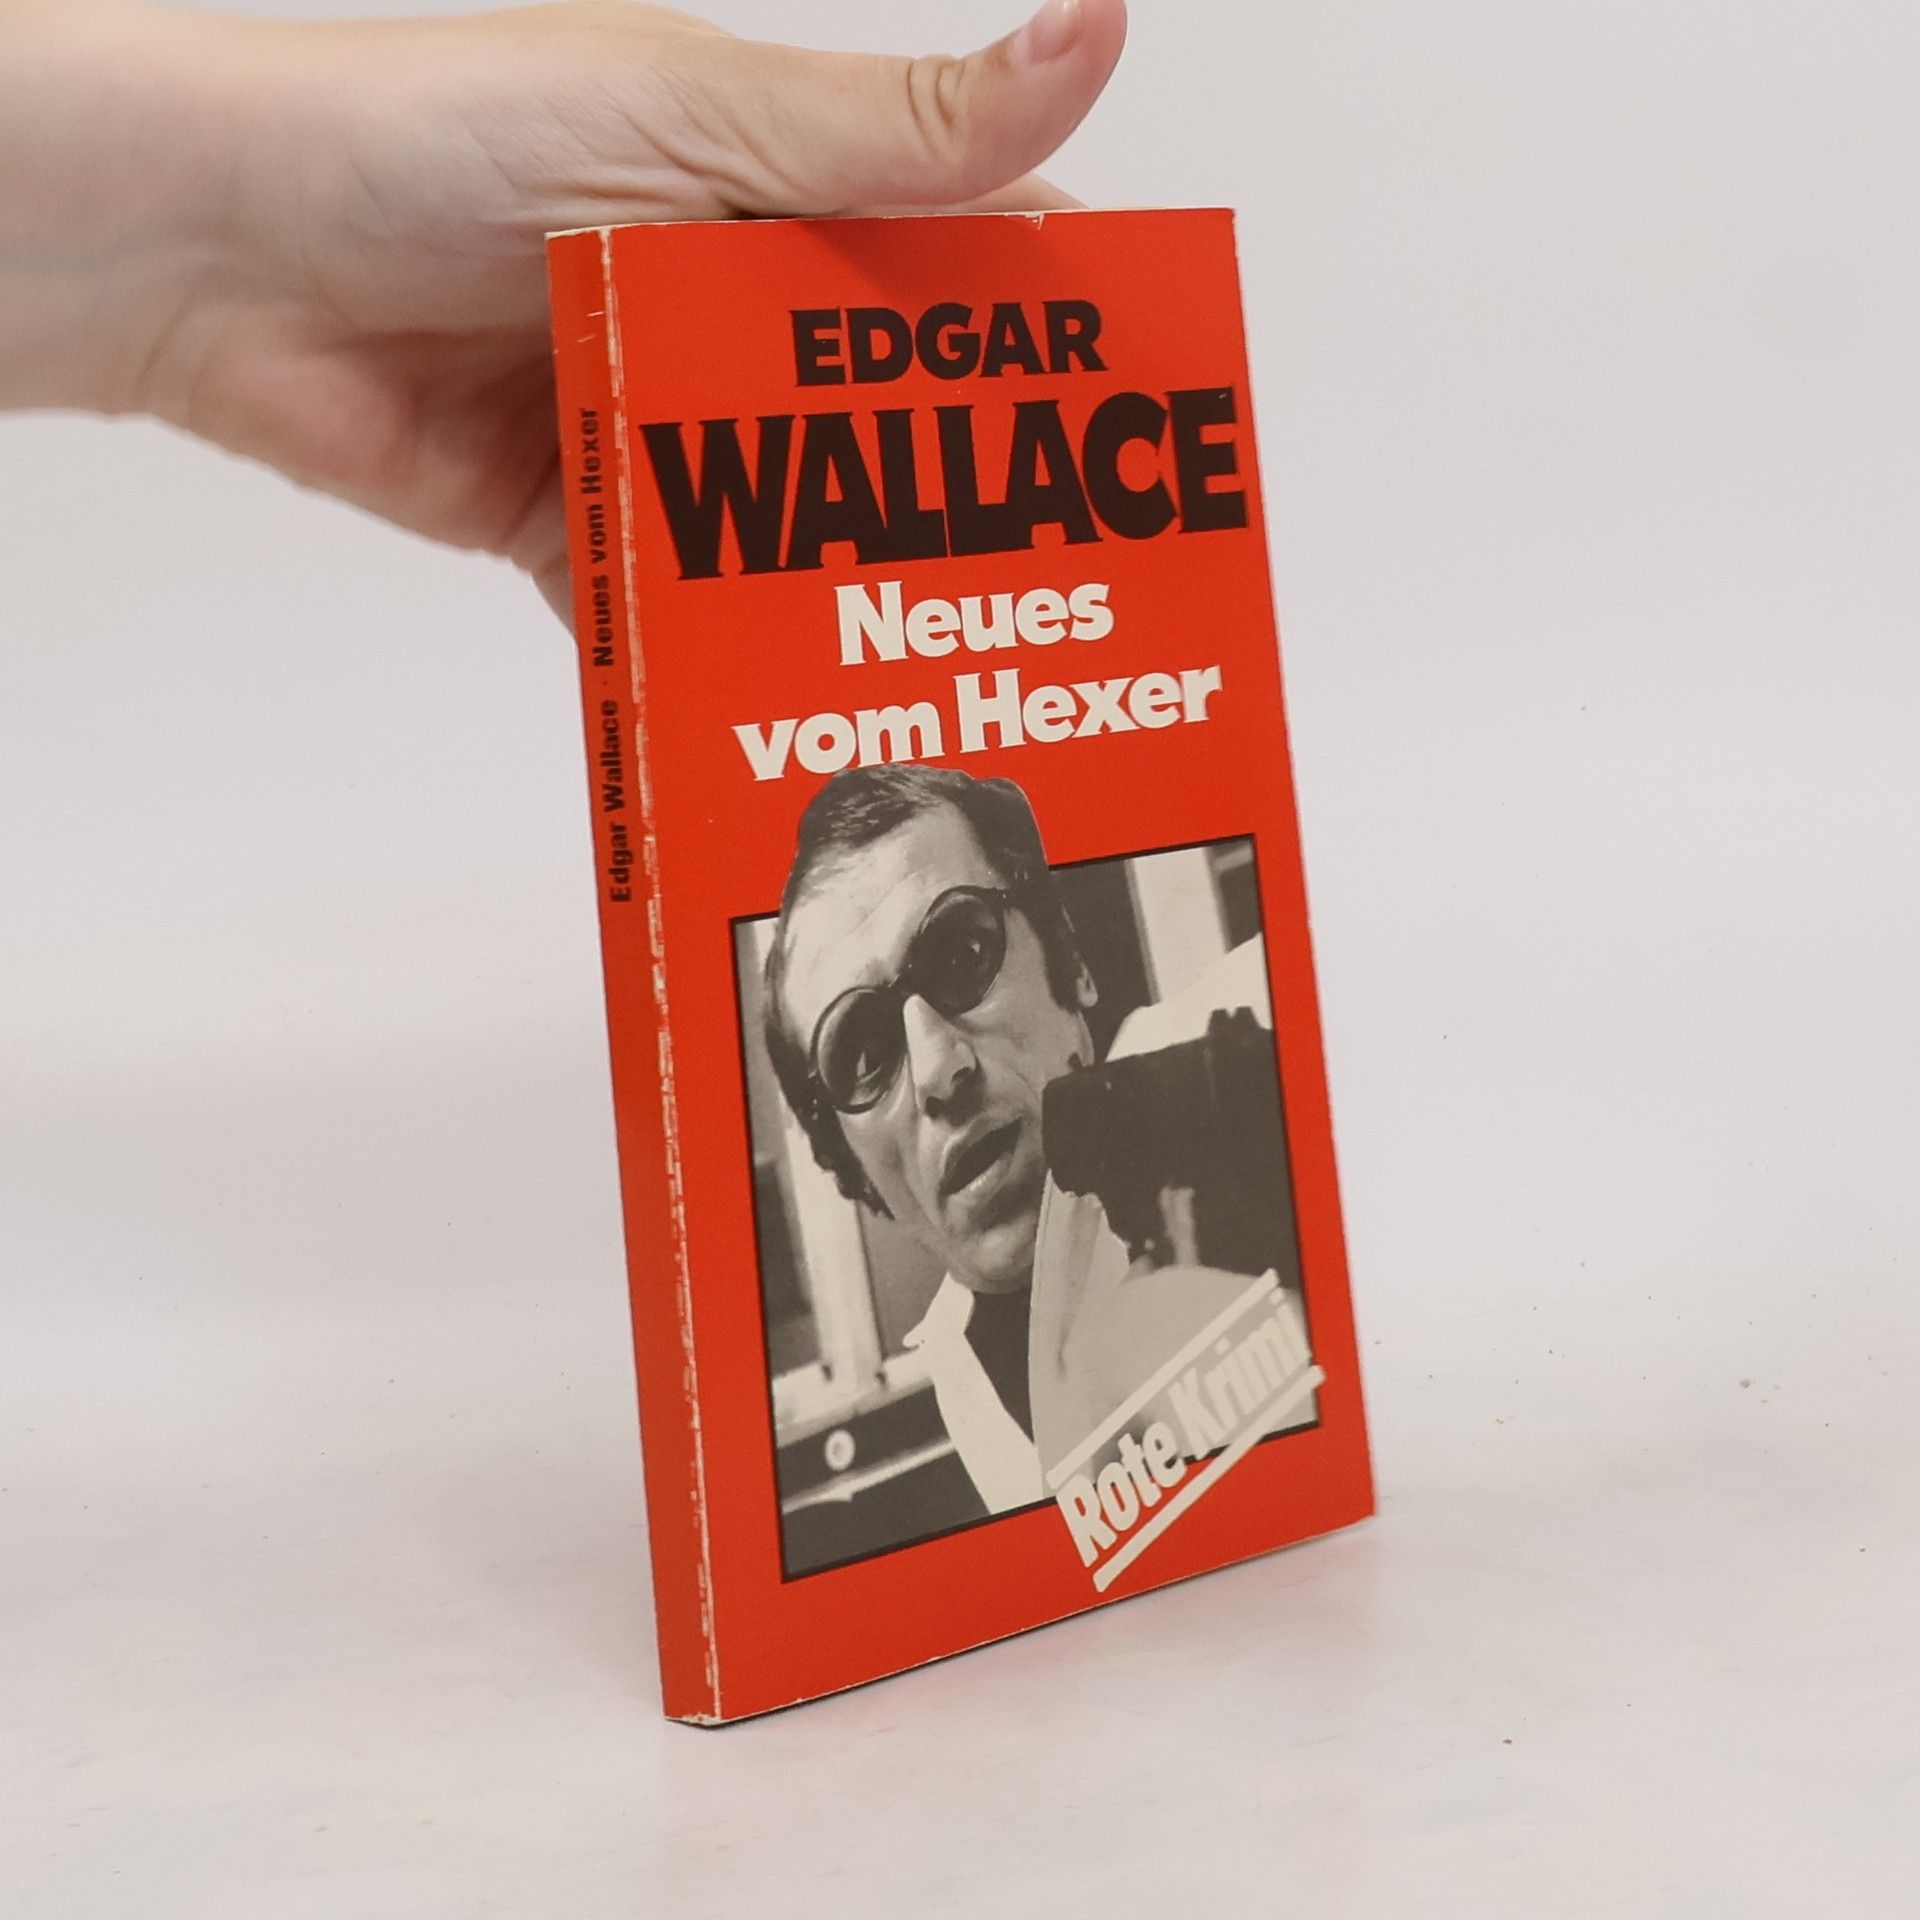 EDGAR
WALLACE
Neues
vom Hexer
Rote Krimi
Edgar Wallace · Neues vom Hexer